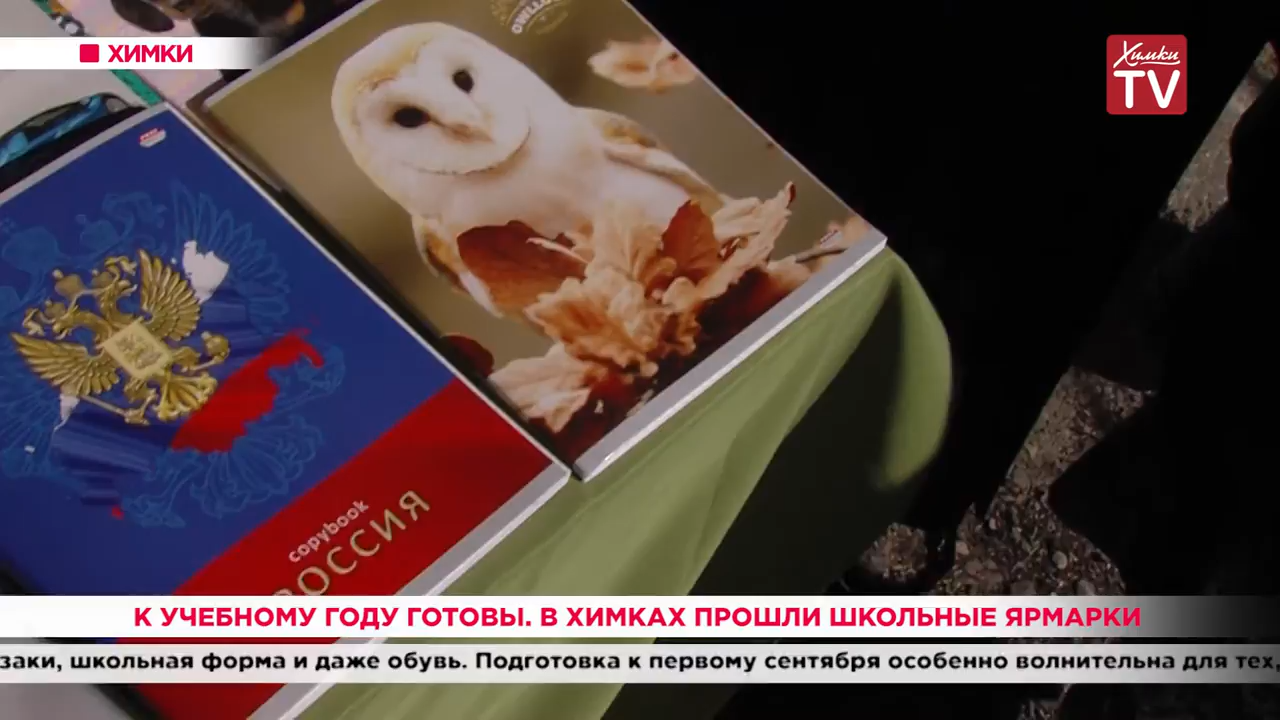 ХИМКИ
Химки
TV
copybook
РОССИЯ
К УЧЕБНОМУ ГОДУ ГОТОВЫ. В ХИМКАХ ПРОШЛИ ШКОЛЬНЫЕ ЯРМАРКИ
заки, школьная форма и даже обувь. Подготовка к первому сентября особенно волнительна для тех,